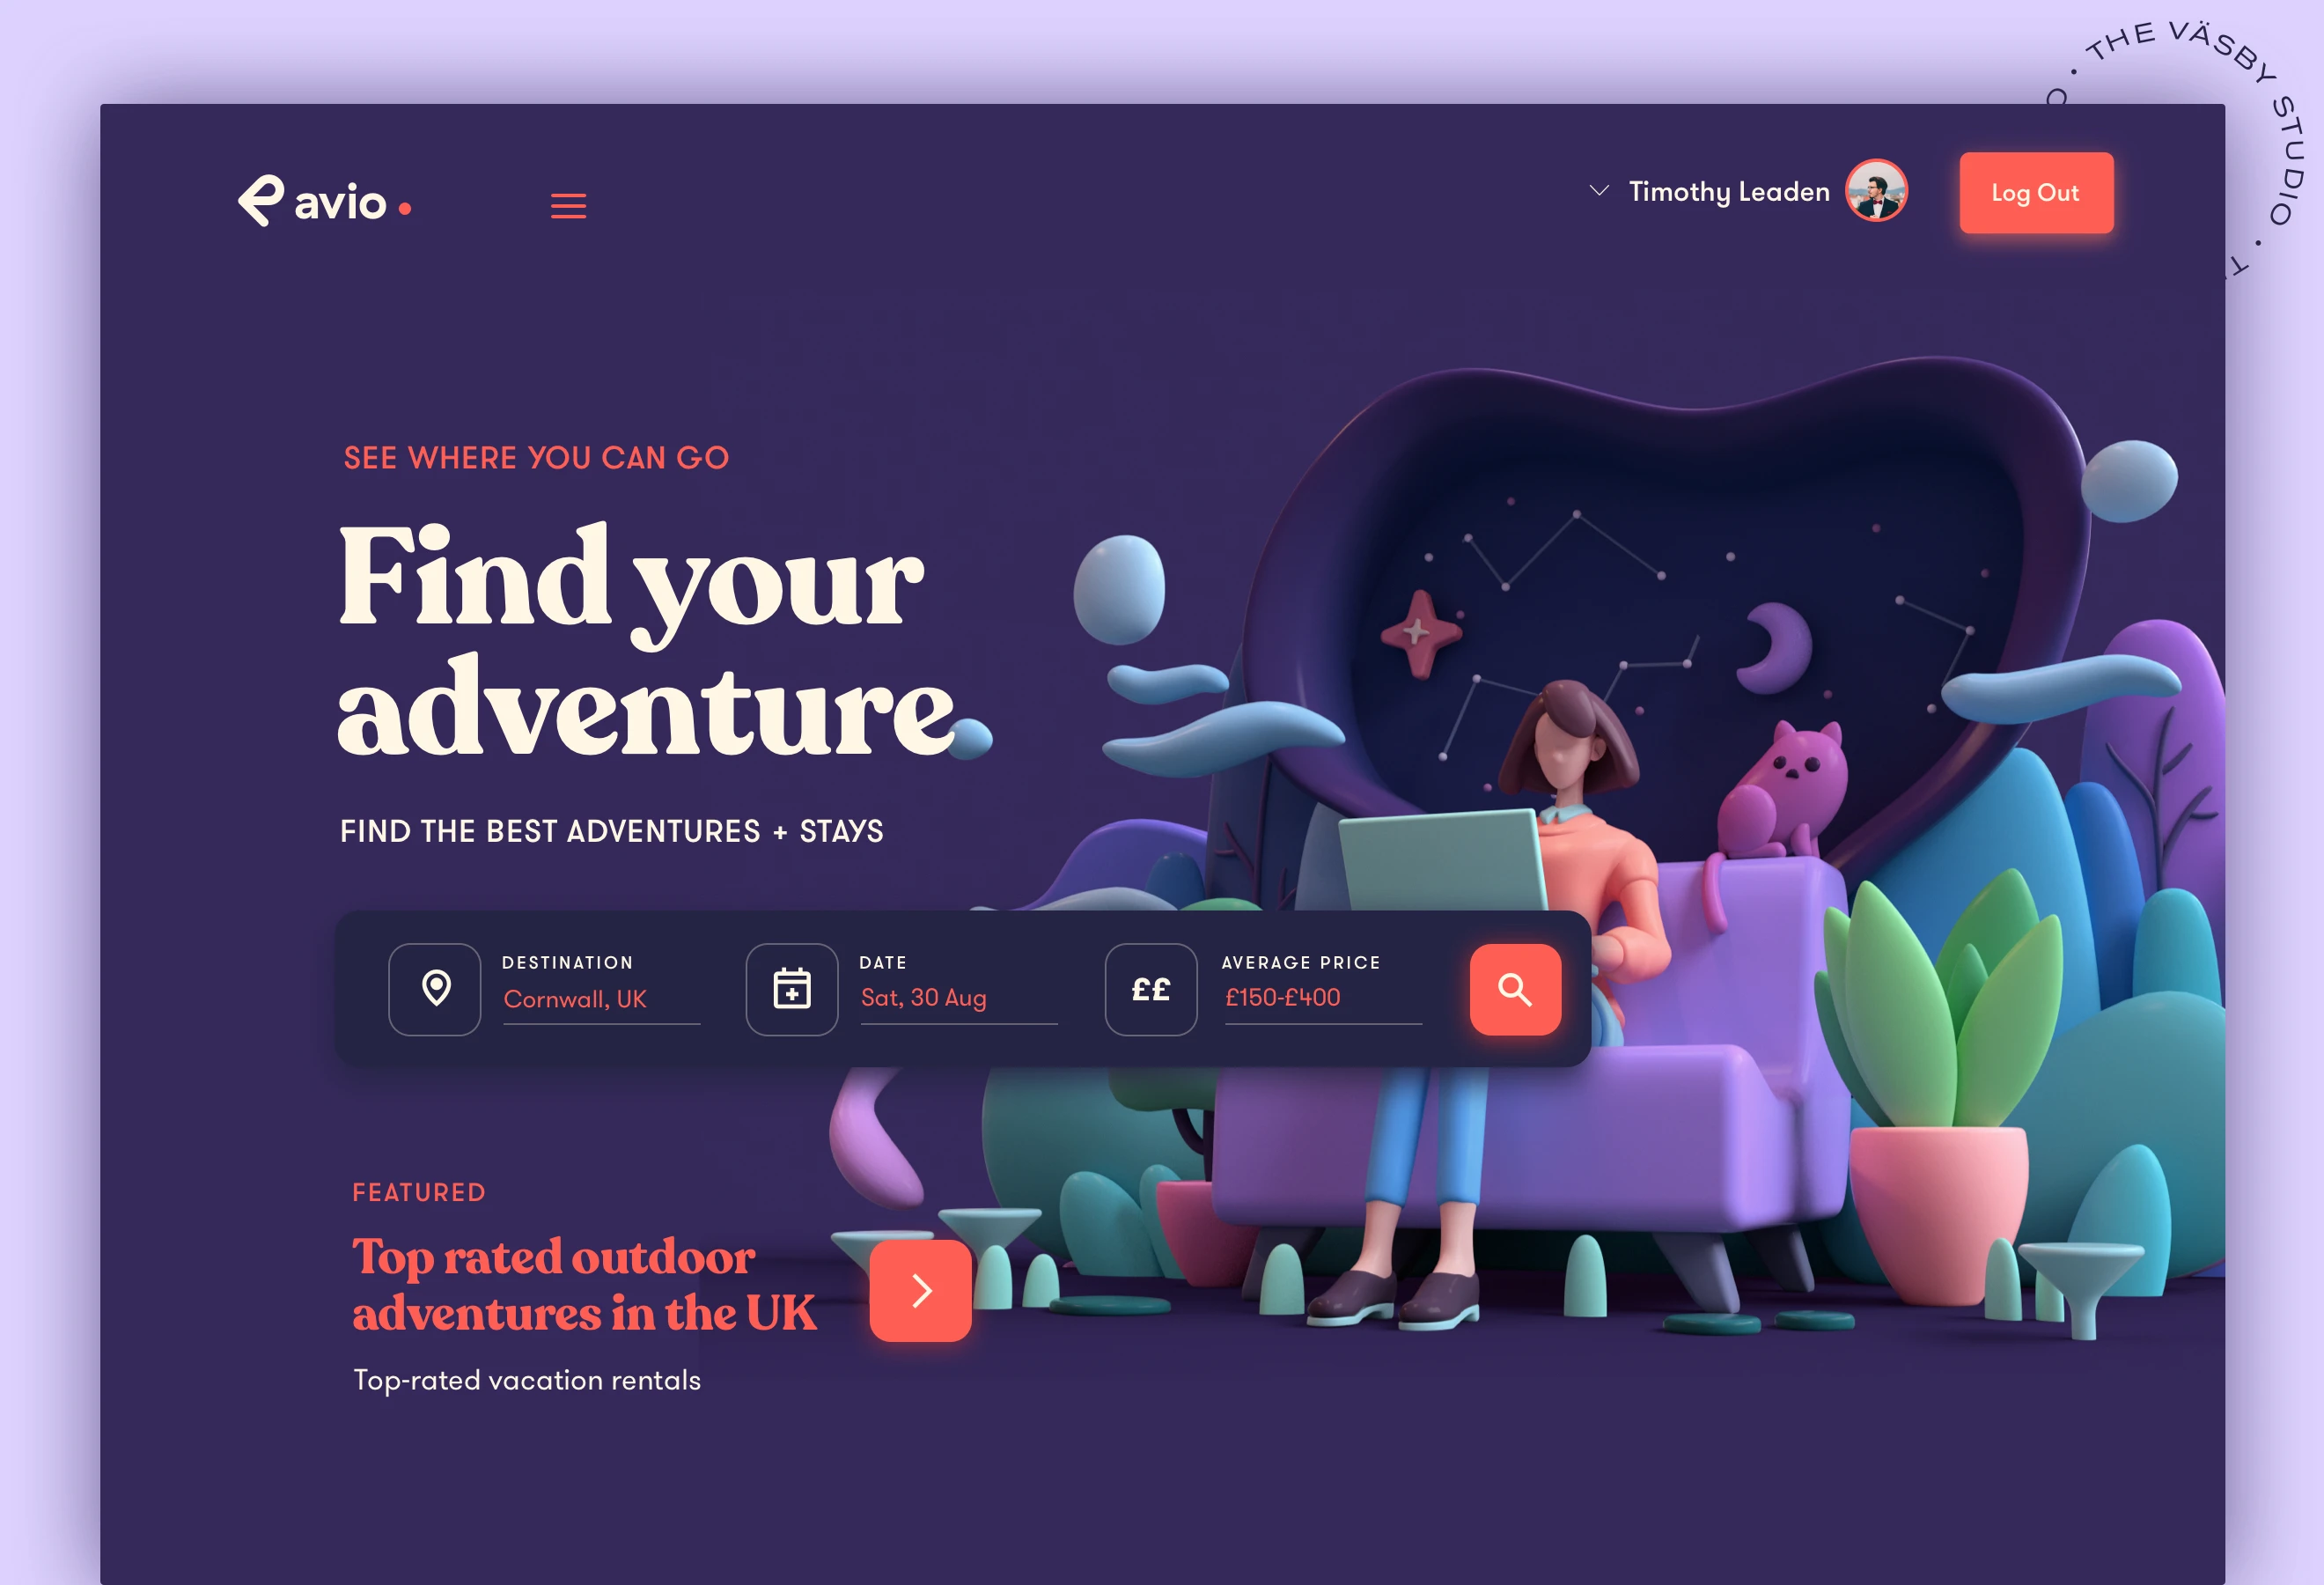 THE VÄSBY STUDIO •
avio
Timothy Leaden
Log Out
SEE WHERE YOU CAN GO
Find your
adventure
FIND THE BEST ADVENTURES + STAYS
DESTINATION
Cornwall, UK
DATE
Sat, 30 Aug
££
AVERAGE PRICE
£150-£400
FEATURED
Top rated outdoor
adventures in the UK
Top-rated vacation rentals